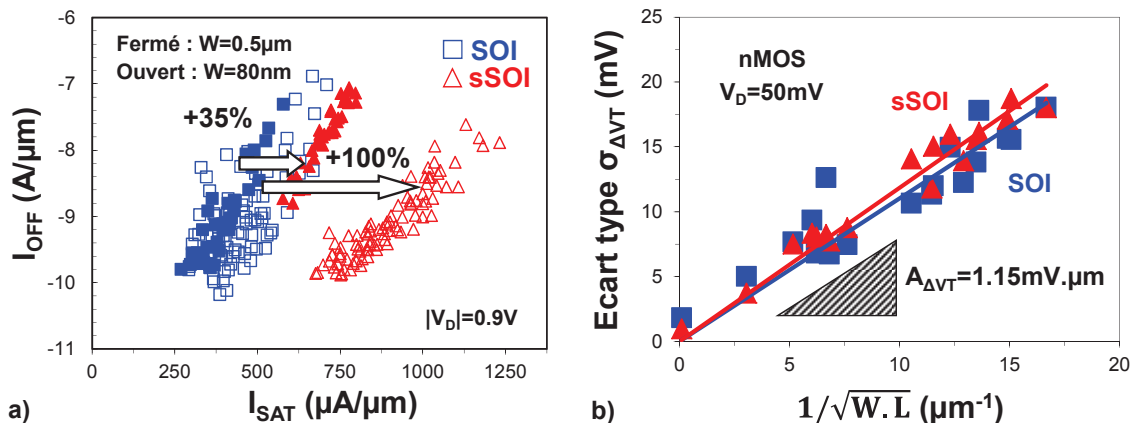 -6
-7
-8
-9
-10
-11
I_OFF (A/µm)
Fermé : W=0.5µm
Ouvert : W=80nm
SOI
sSOI
+35%
+100%
|V_D|=0.9V
0 250 500 750 1000 1250
I_SAT (µA/µm)
a)
25
20
15
10
5
0
Ecart type σ_ΔVT (mV)
nMOS
V_D=50mV
sSOI
SOI
A_ΔVT=1.15mV.µm
0 5 10 15 20
1/√W.L (µm⁻¹)
b)